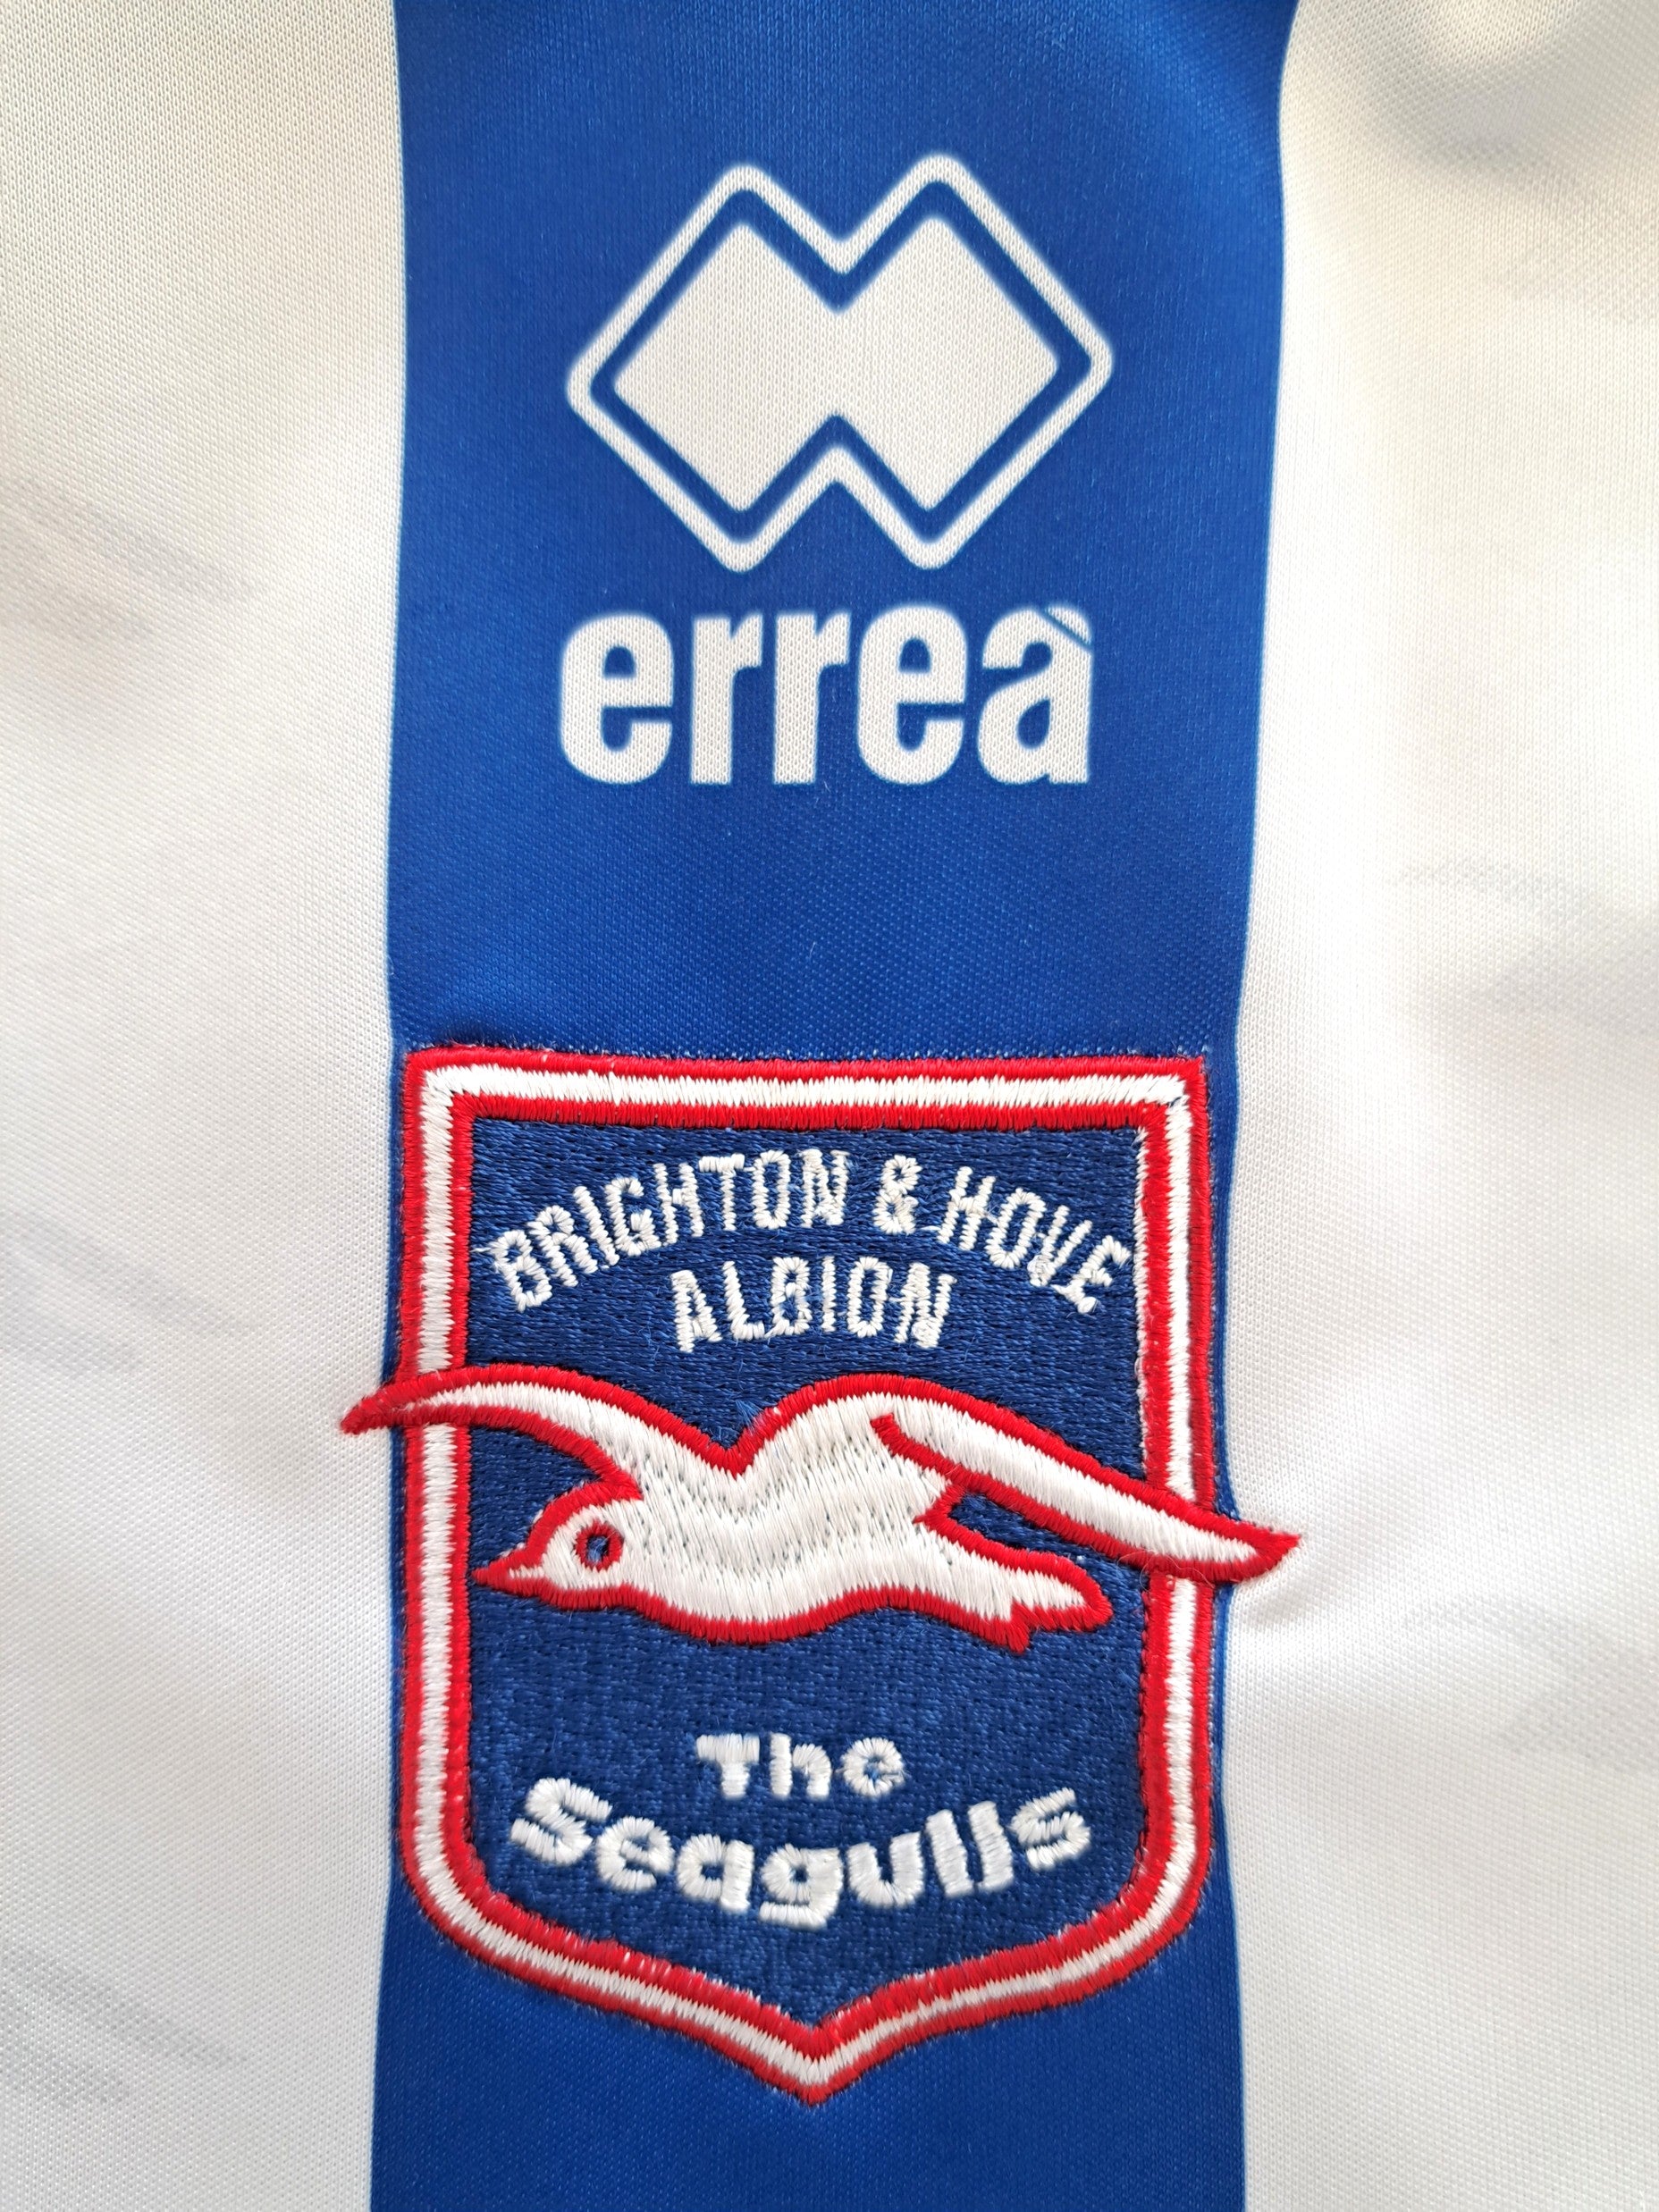 erreà
BRIGHTON & HOVE
ALBION
The
Seagulls